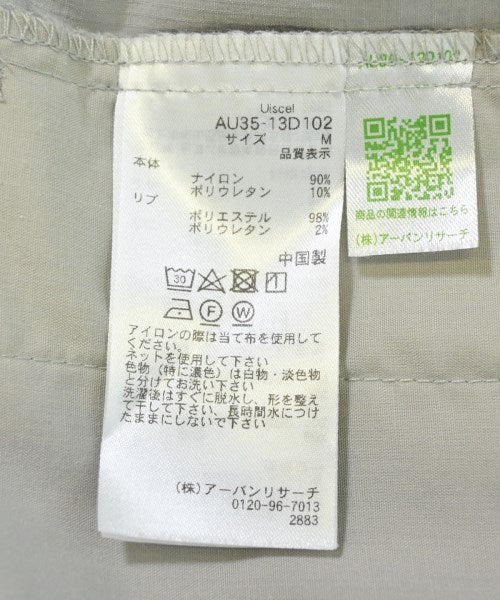 Uiscel
AU35-13D102
サイズ M
品質表示
本体
ナイロン 90%
ポリウレタン 10%
リブ
ポリエステル 98%
ポリウレタン 2%
中国製
30
F W
アイロンの際は当て布を使用して
ください。
ネットを使用して下さい
色物（特に濃色）は白物・淡色物
と分けてお洗い下さい
洗濯後はすぐに脱水し、形を整え
て干して下さい、長時間水につけ
たままにしないで下さい
（株）アーバンリサーチ
0120-96-7013
2883
AU35-13D102
商品の関連情報はこちら
（株）アーバンリサーチ